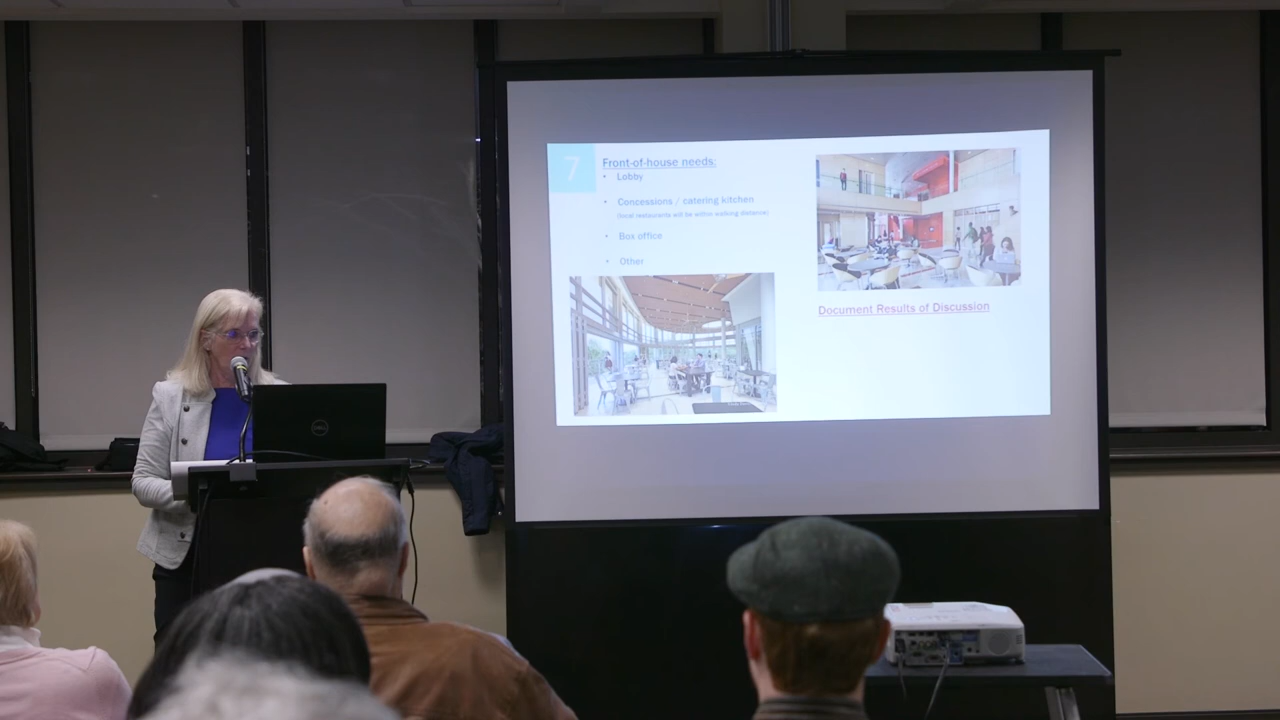 7
Front-of-house needs:
• Lobby
• Concessions / catering kitchen
(local restaurants will be within walking distance)
• Box office
• Other
Document Results of Discussion
DELL